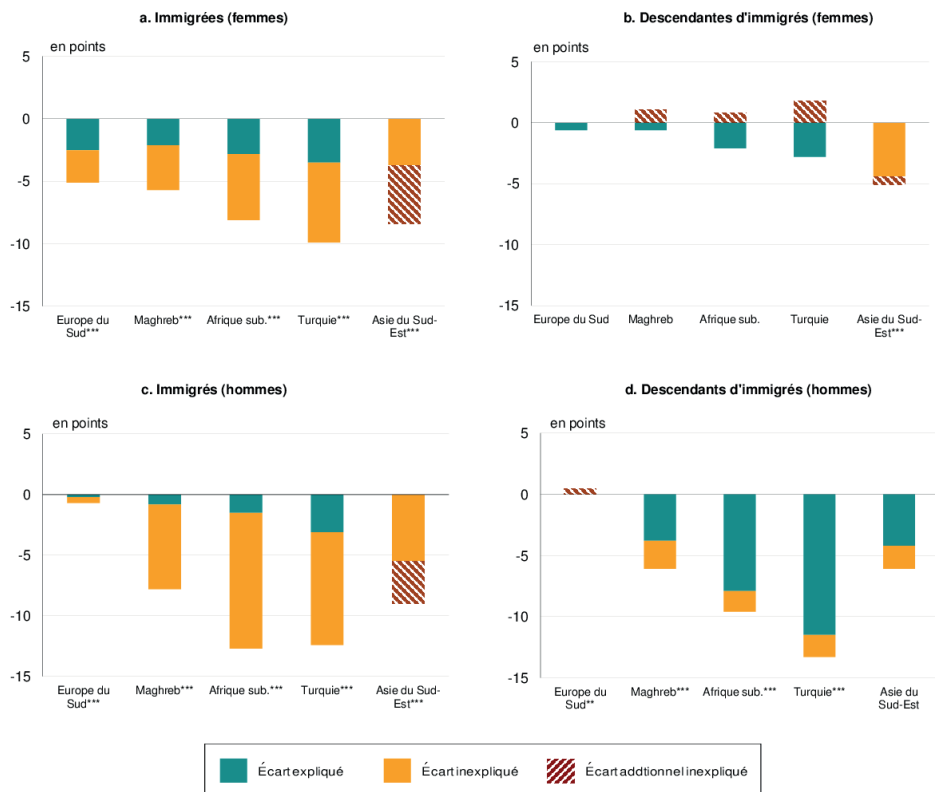 a. Immigrées (femmes)
en points
5
0
-5
-10
-15
Europe du Sud***
Maghreb***
Afrique sub.***
Turquie***
Asie du Sud-Est***
b. Descendantes d'immigrés (femmes)
en points
5
0
-5
-10
-15
Europe du Sud
Maghreb
Afrique sub.
Turquie
Asie du Sud-
Est***
c. Immigrés (hommes)
en points
5
0
-5
-10
-15
Europe du
Sud***
Maghreb***
Afrique sub.***
Turquie***
Asie du Sud-
Est***
d. Descendants d'immigrés (hommes)
en points
5
0
-5
-10
-15
Europe du
Sud**
Maghreb***
Afrique sub.***
Turquie***
Asie du
Sud-Est
Écart expliqué
Écart inexpliqué
Écart addtionnel inexpliqué